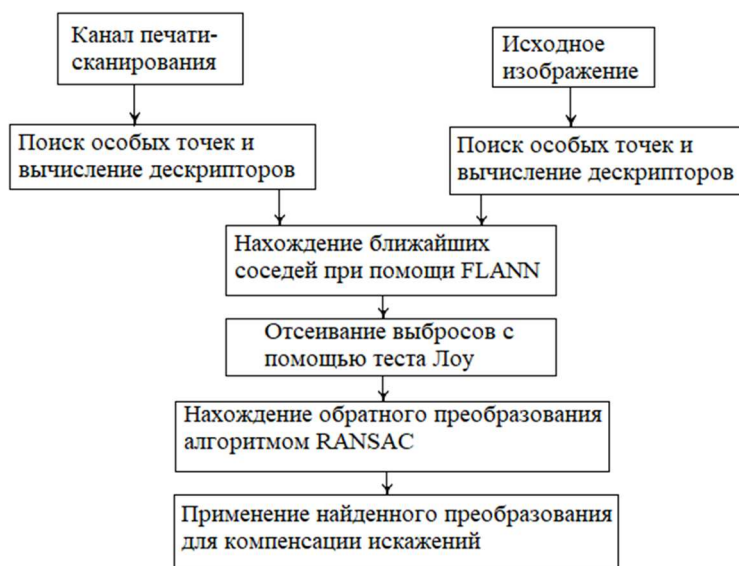 Канал печати-
сканирования
Исходное
изображение
Поиск особых точек и
вычисление дескрипторов
Поиск особых точек и
вычисление дескрипторов
Нахождение ближайших
соседей при помощи FLANN
Отсеивание выбросов с
помощью теста Лоу
Нахождение обратного преобразования
алгоритмом RANSAC
Применение найденного преобразования
для компенсации искажений